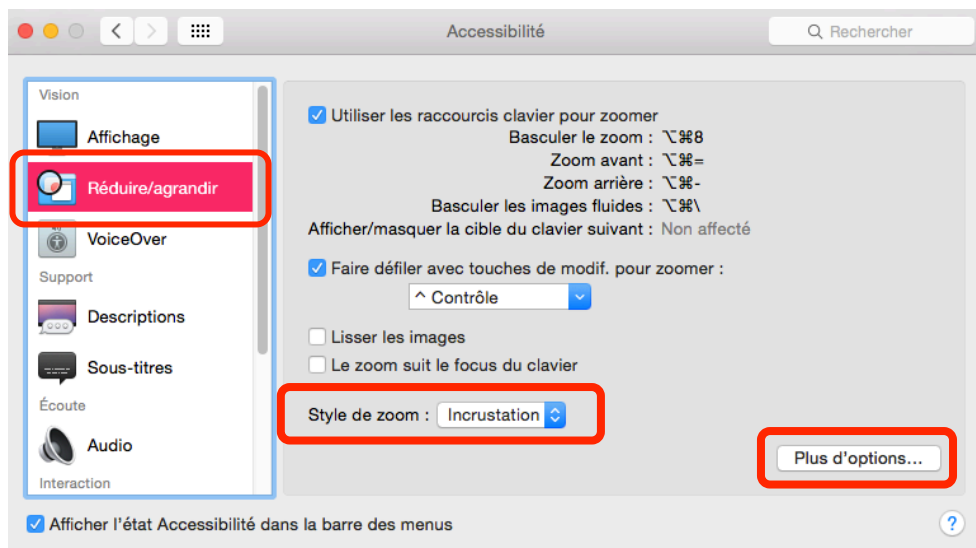 Accessibilité
Rechercher
Vision
Affichage
Réduire/agrandir
VoiceOver
Support
Descriptions
Sous-titres
Écoute
Audio
Interaction
Utiliser les raccourcis clavier pour zoomer
Basculer le zoom : ⌥⌘8
Zoom avant : ⌥⌘=
Zoom arrière : ⌥⌘-
Basculer les images fluides : ⌥⌘\
Afficher/masquer la cible du clavier suivant : Non affecté
Faire défiler avec touches de modif. pour zoomer :
^ Contrôle
Lisser les images
Le zoom suit le focus du clavier
Style de zoom : Incrustation
Plus d’options...
Afficher l’état Accessibilité dans la barre des menus
?